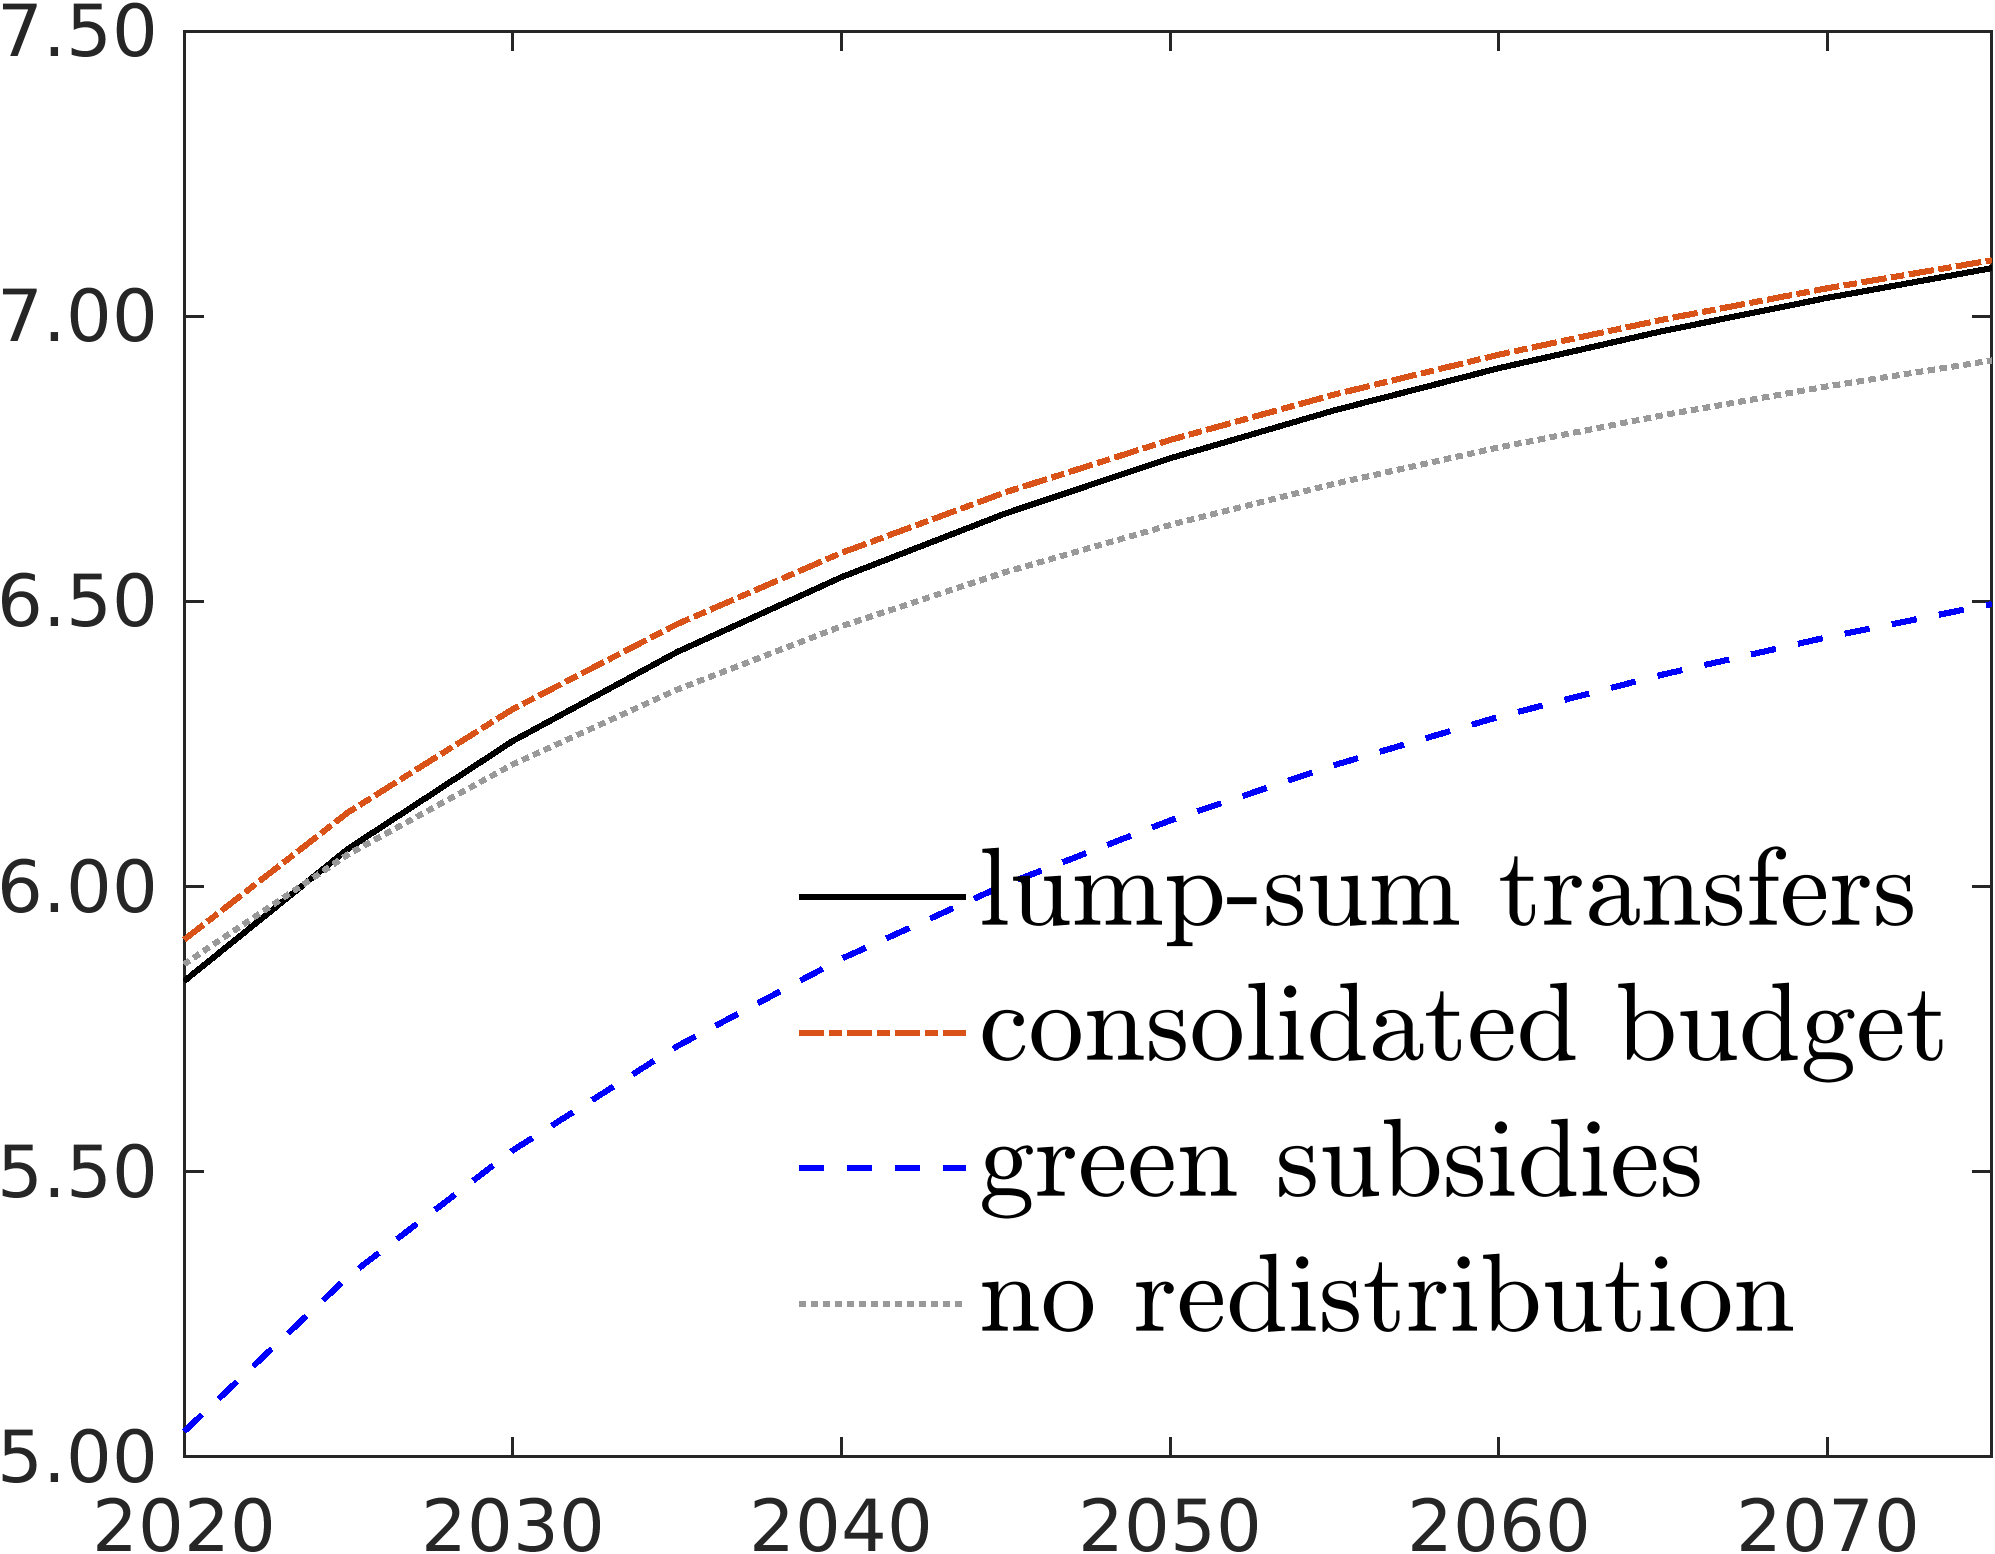 7.50
7.00
6.50
6.00
5.50
5.00
2020 2030 2040 2050 2060 2070
lump-sum transfers
consolidated budget
green subsidies
no redistribution